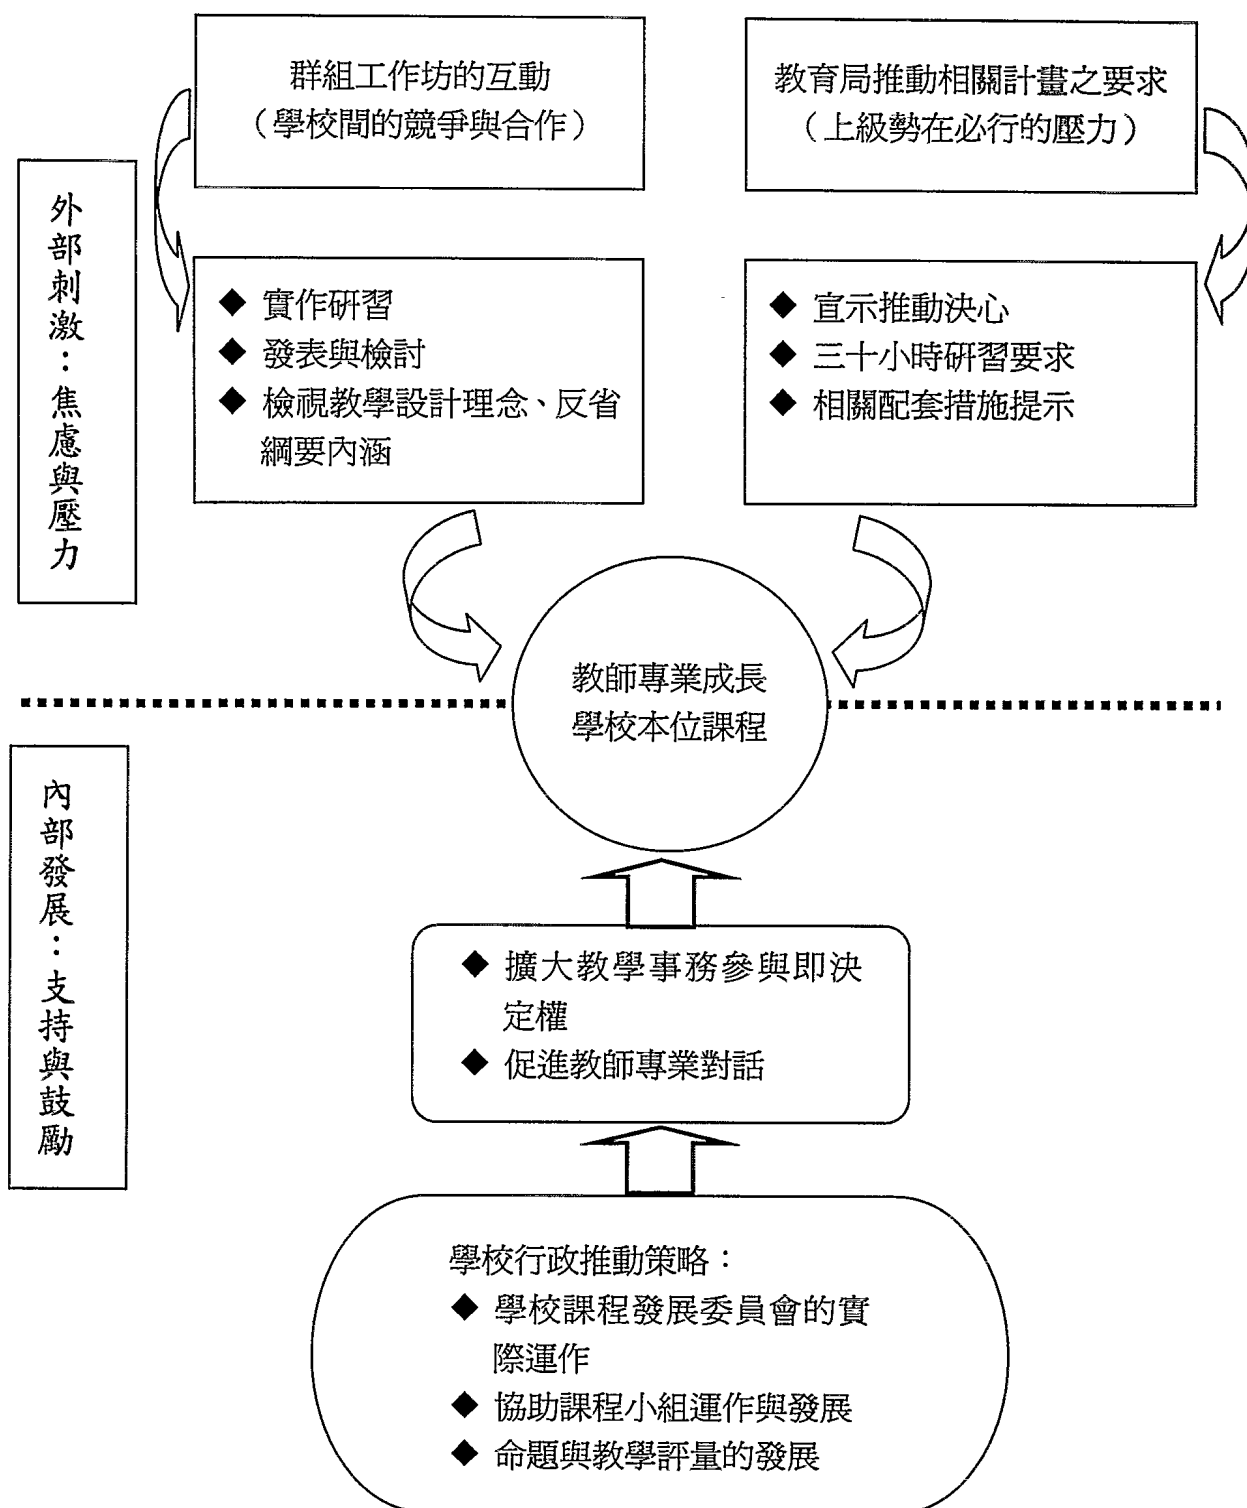 群組工作坊的互動
（學校間的競爭與合作）
教育局推動相關計畫之要求
（上級勢在必行的壓力）
外部刺激：焦慮與壓力
◆ 實作研習
◆ 發表與檢討
◆ 檢視教學設計理念、反省
綱要內涵
◆ 宣示推動決心
◆ 三十小時研習要求
◆ 相關配套措施提示
教師專業成長
學校本位課程
內部發展：支持與鼓勵
◆ 擴大教學事務參與即決
定權
◆ 促進教師專業對話
學校行政推動策略：
◆ 學校課程發展委員會的實
際運作
◆ 協助課程小組運作與發展
◆ 命題與教學評量的發展